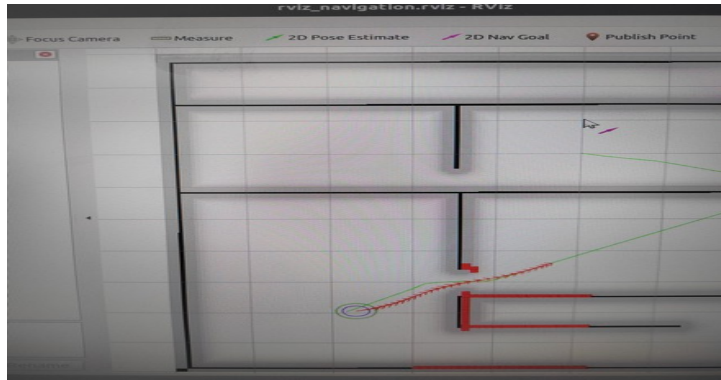 rviz_navigation.rviz - RViz
Focus Camera Measure 2D Pose Estimate 2D Nav Goal Publish Point